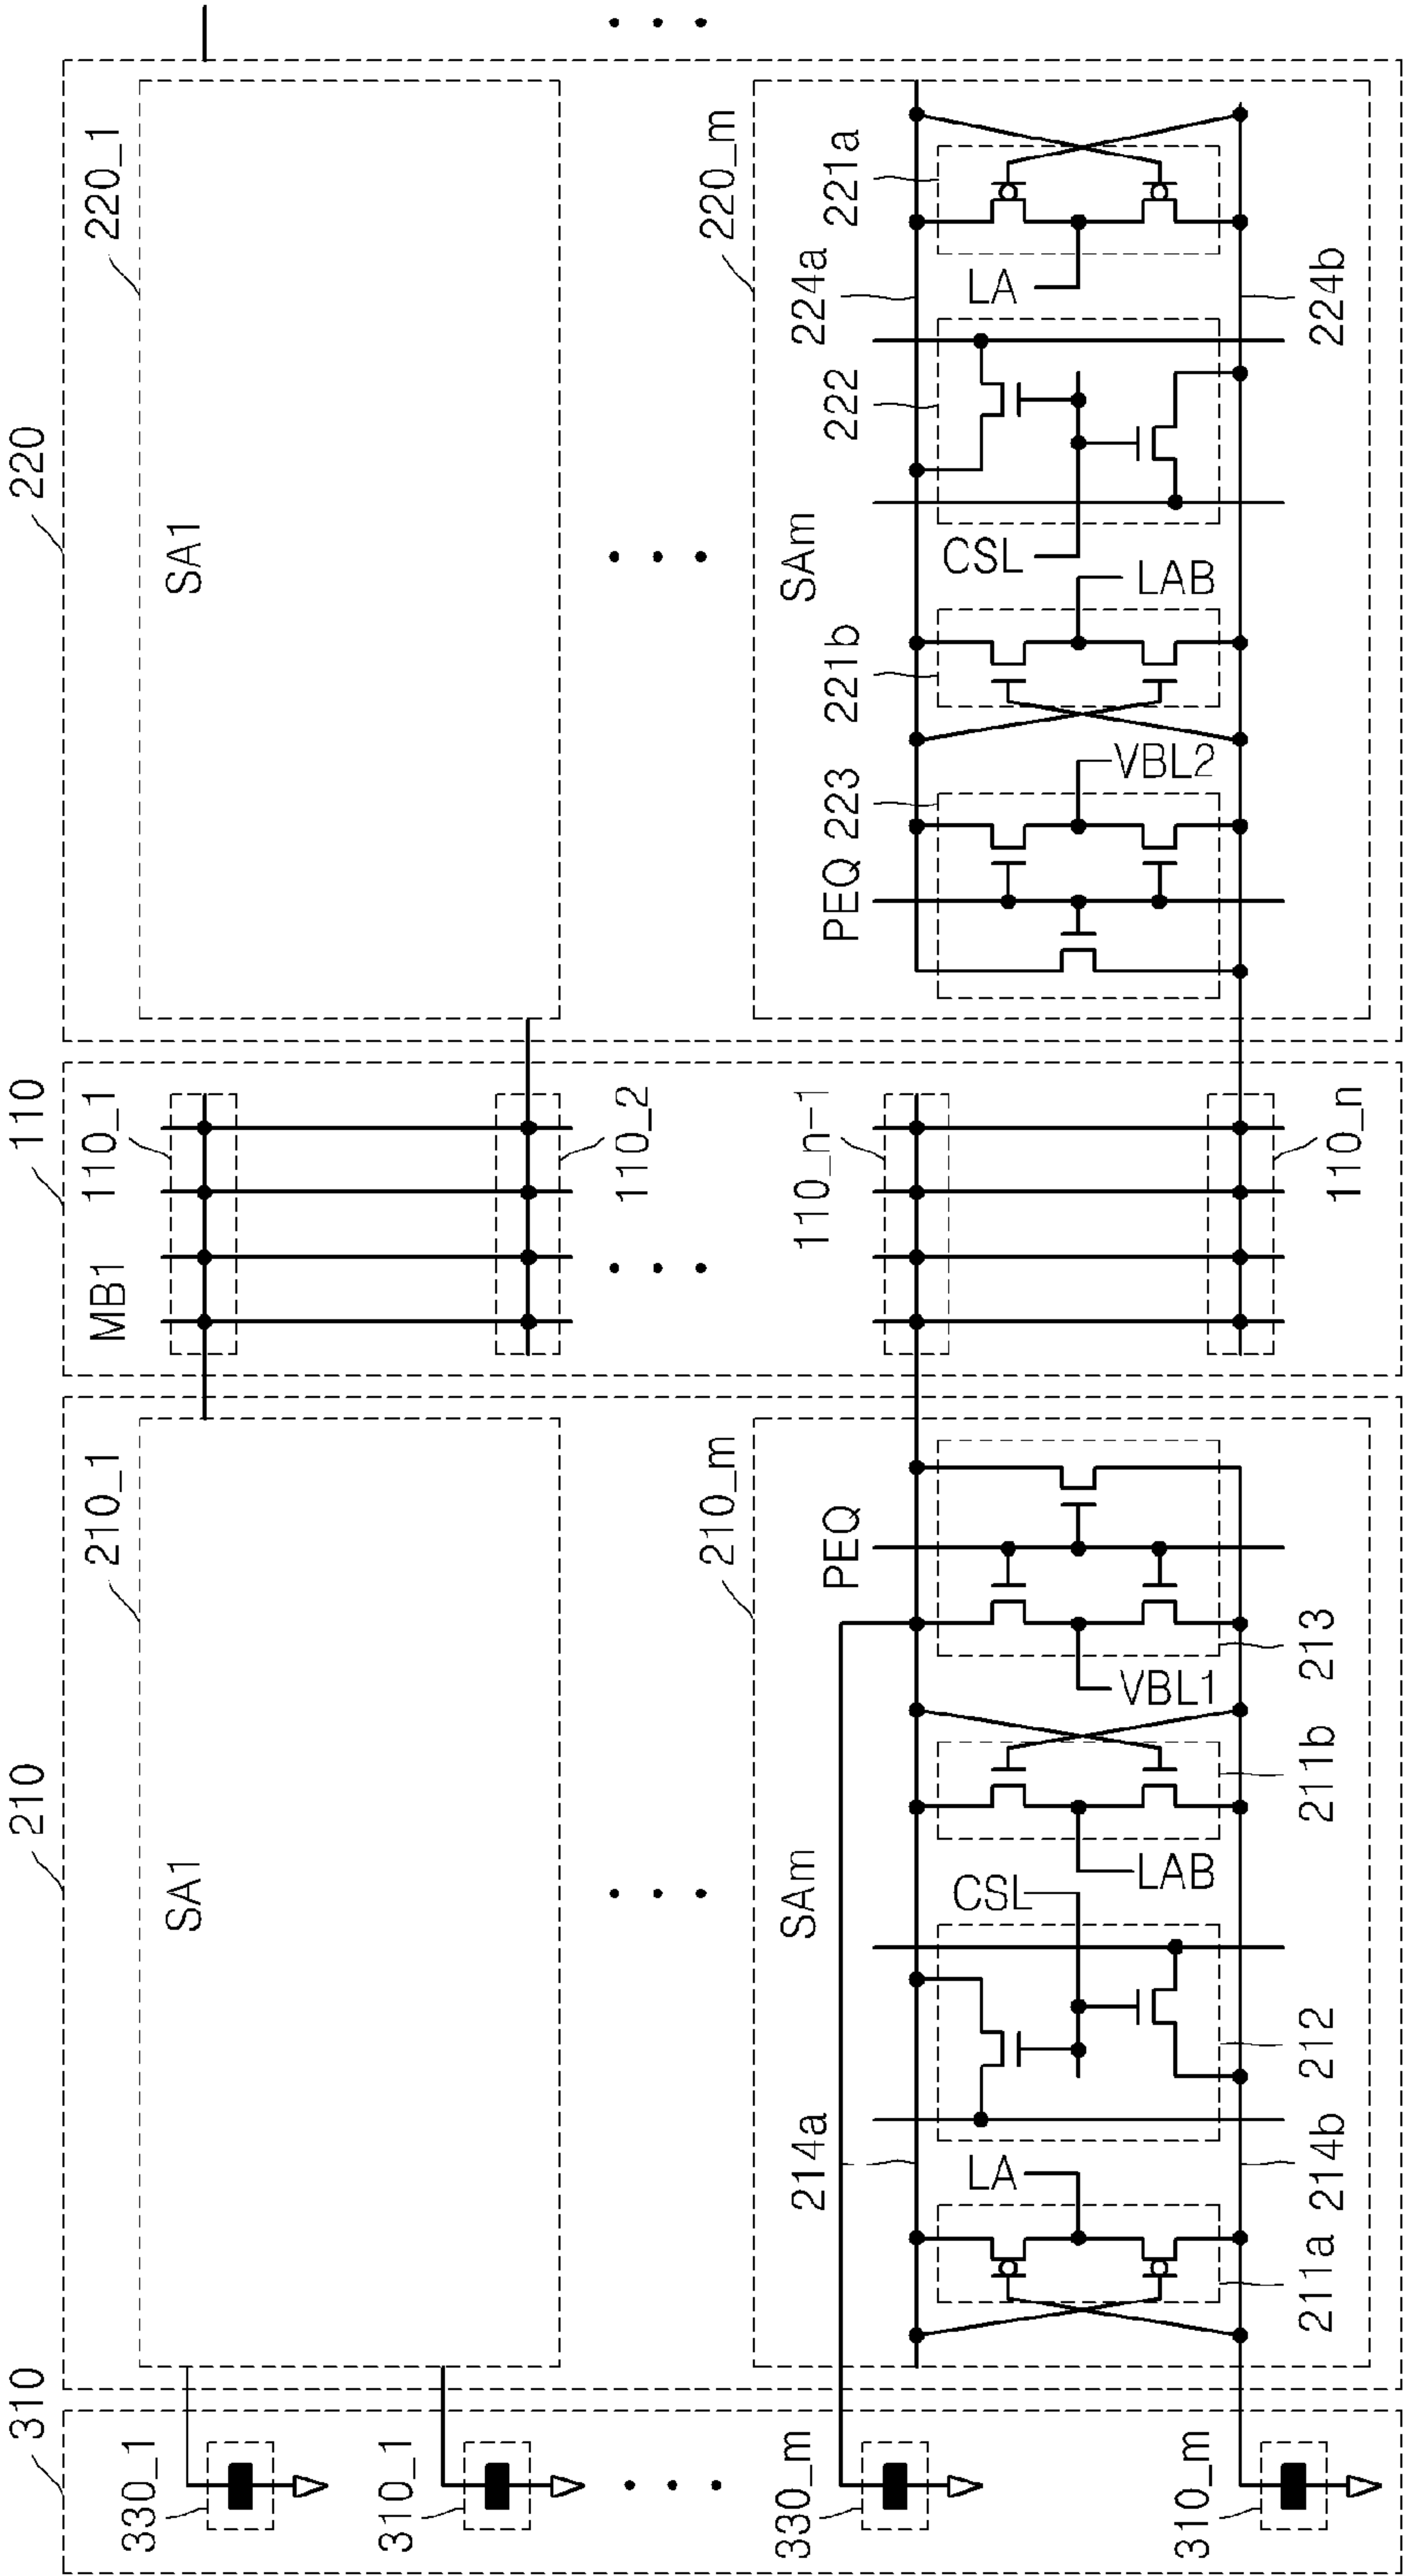 310
210
110
220
330_1
310_1
330_m
310_m
210_1
SA1
210_m
SAm
214a
PEQ
LA
CSL
LAB
VBL1
211a
214b
212
211b
213
MB1
110_1
110_2
110_n-1
110_n
220_1
SA1
220_m
SAm
PEQ
223
221b
222
224a
221a
VBL2
LAB
CSL
LA
224b